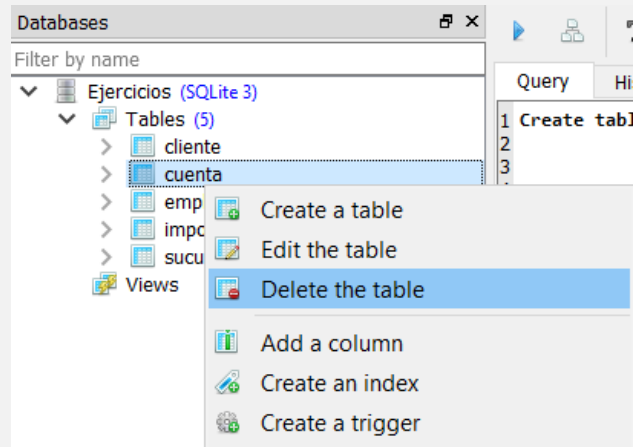 Databases
Filter by name
Ejercicios (SQLite 3)
Tables (5)
cliente
cuenta
emp
impo
sucu
Views
Create a table
Edit the table
Delete the table
Add a column
Create an index
Create a trigger
Query
His
1 Create tabl
2
3